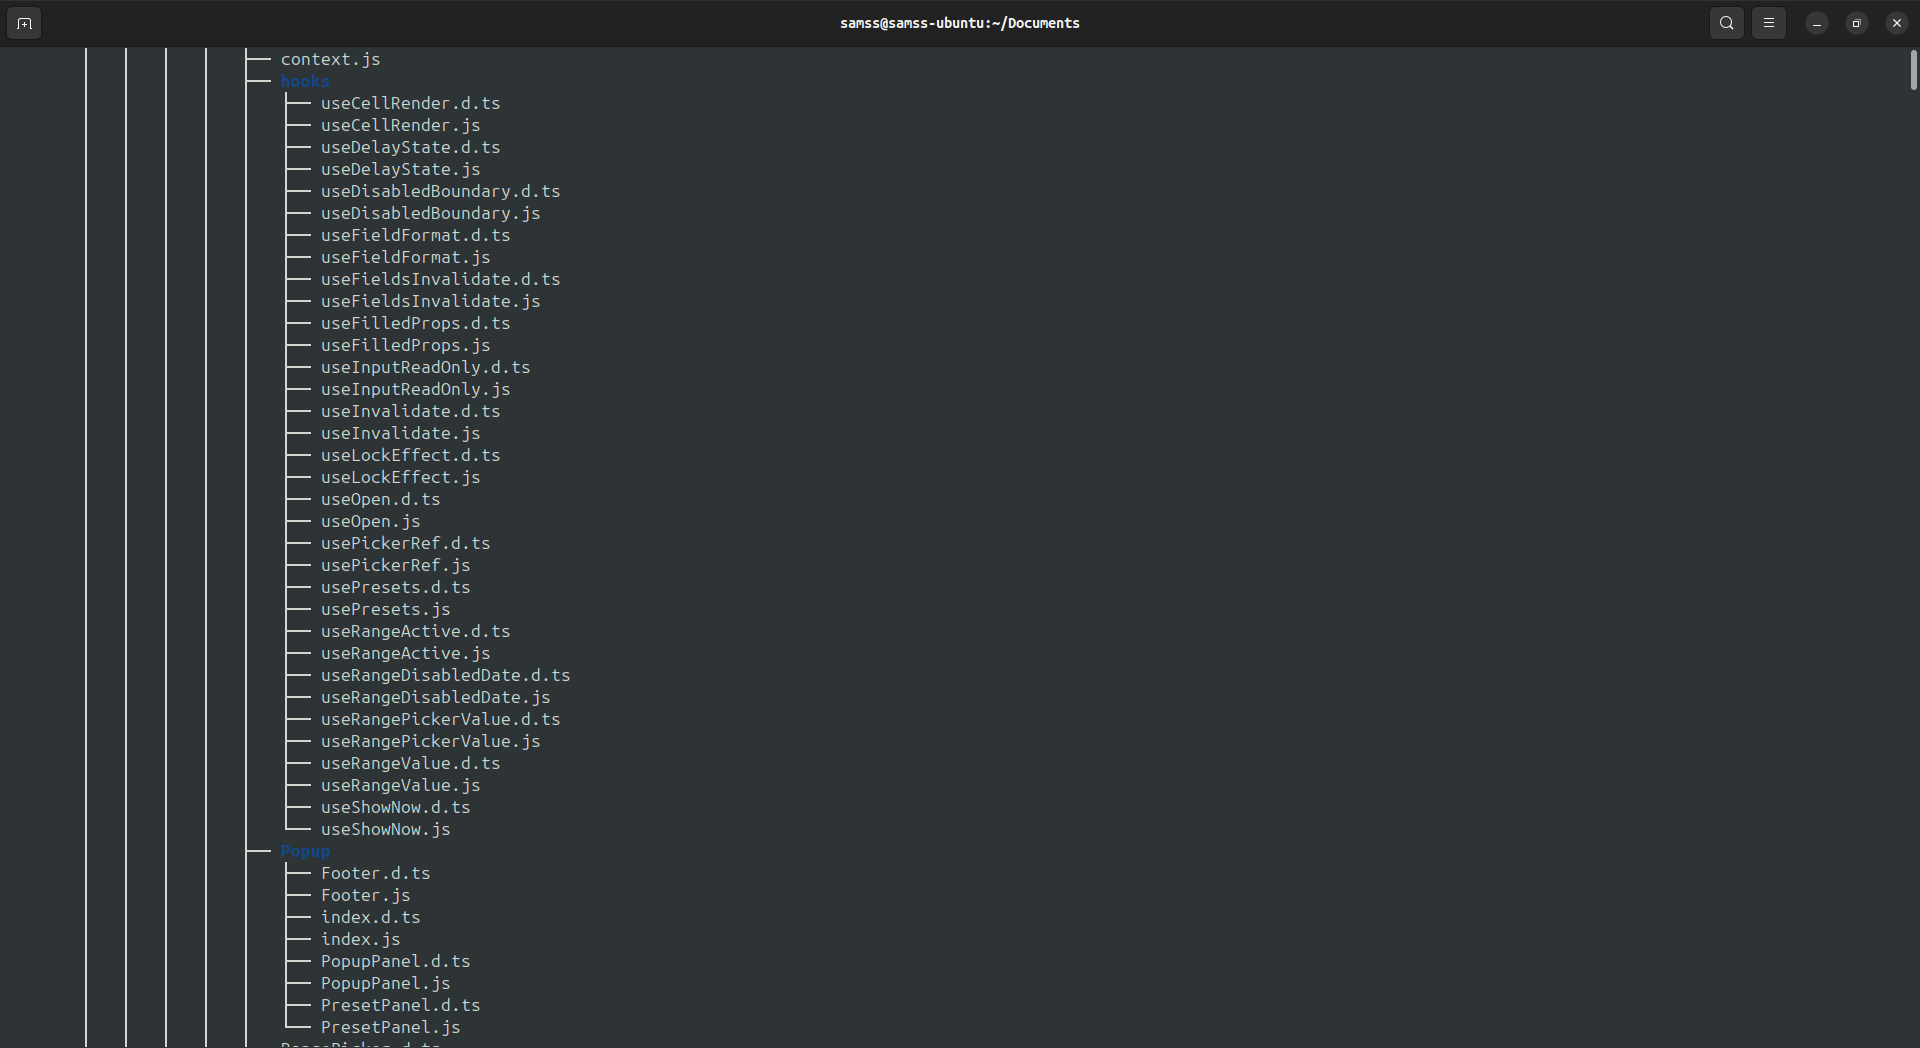 samss@samss-ubuntu:~/Documents
context.js
hooks
useCellRender.d.ts
useCellRender.js
useDelayState.d.ts
useDelayState.js
useDisabledBoundary.d.ts
useDisabledBoundary.js
useFieldFormat.d.ts
useFieldFormat.js
useFieldsInvalidate.d.ts
useFieldsInvalidate.js
useFilledProps.d.ts
useFilledProps.js
useInputReadOnly.d.ts
useInputReadOnly.js
useInvalidate.d.ts
useInvalidate.js
useLockEffect.d.ts
useLockEffect.js
useOpen.d.ts
useOpen.js
usePickerRef.d.ts
usePickerRef.js
usePresets.d.ts
usePresets.js
useRangeActive.d.ts
useRangeActive.js
useRangeDisabledDate.d.ts
useRangeDisabledDate.js
useRangePickerValue.d.ts
useRangePickerValue.js
useRangeValue.d.ts
useRangeValue.js
useShowNow.d.ts
useShowNow.js
Popup
Footer.d.ts
Footer.js
index.d.ts
index.js
PopupPanel.d.ts
PopupPanel.js
PresetPanel.d.ts
PresetPanel.js